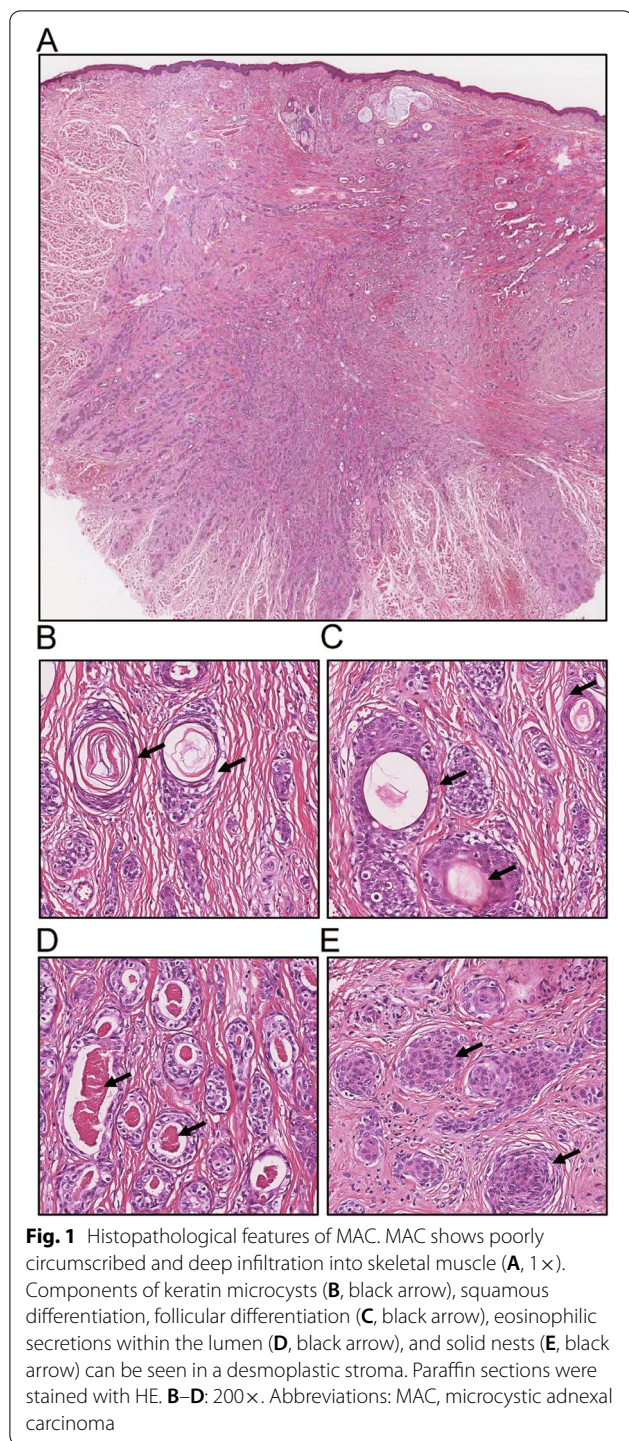 A
B
C
D
E
Fig. 1 Histopathological features of MAC. MAC shows poorly
circumscribed and deep infiltration into skeletal muscle (A, 1×).
Components of keratin microcysts (B, black arrow), squamous
differentiation, follicular differentiation (C, black arrow), eosinophilic
secretions within the lumen (D, black arrow), and solid nests (E, black
arrow) can be seen in a desmoplastic stroma. Paraffin sections were
stained with HE. B–D: 200×. Abbreviations: MAC, microcystic adnexal
carcinoma